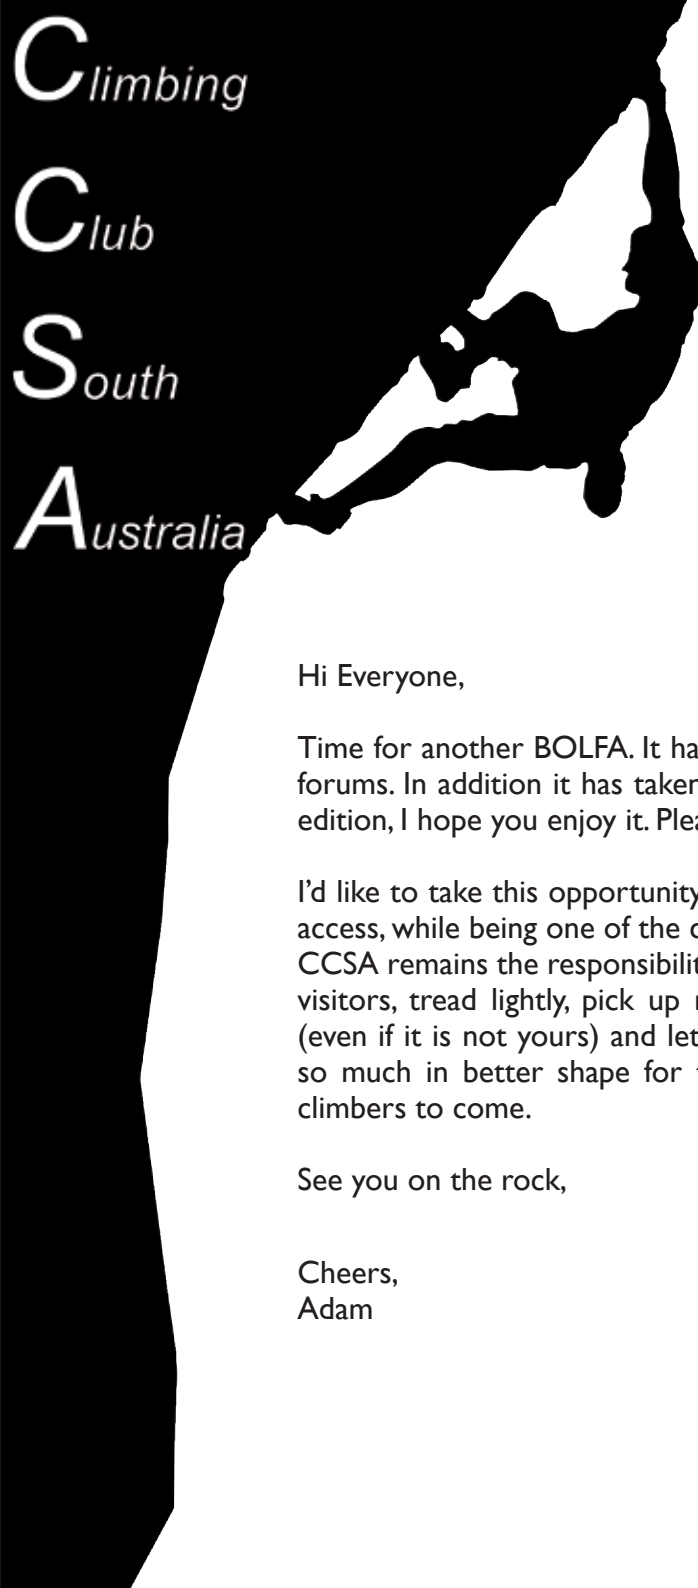 Climbing
Club
South
Australia
Hi Everyone,
Time for another BOLFA. It ha
forums. In addition it has taken
edition, I hope you enjoy it. Plea
I'd like to take this opportunity
access, while being one of the
CCSA remains the responsibilit
visitors, tread lightly, pick up
(even if it is not yours) and let
so much in better shape for
climbers to come.
See you on the rock,
Cheers,
Adam